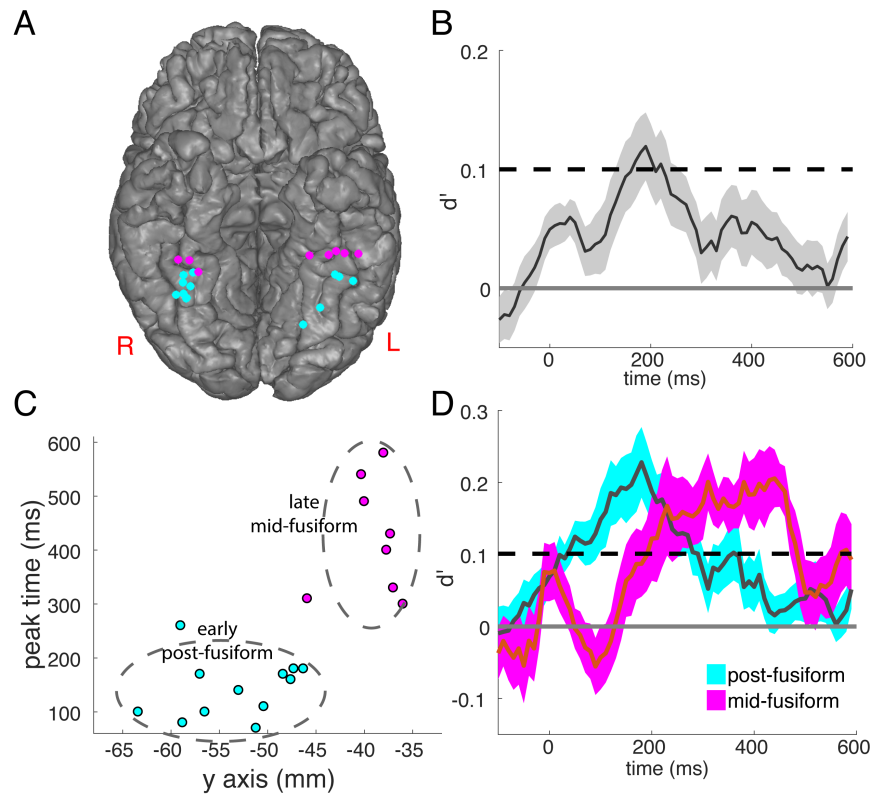 A
R
L
B
0.2
0.1
0
d'
0
200
400
600
time (ms)
C
600
500
400
300
200
100
peak time (ms)
late
mid-fusiform
early
post-fusiform
-65
-60
-55
-50
-45
-40
-35
y axis (mm)
D
0.3
0.2
0.1
0
-0.1
d'
post-fusiform
mid-fusiform
0
200
400
600
time (ms)